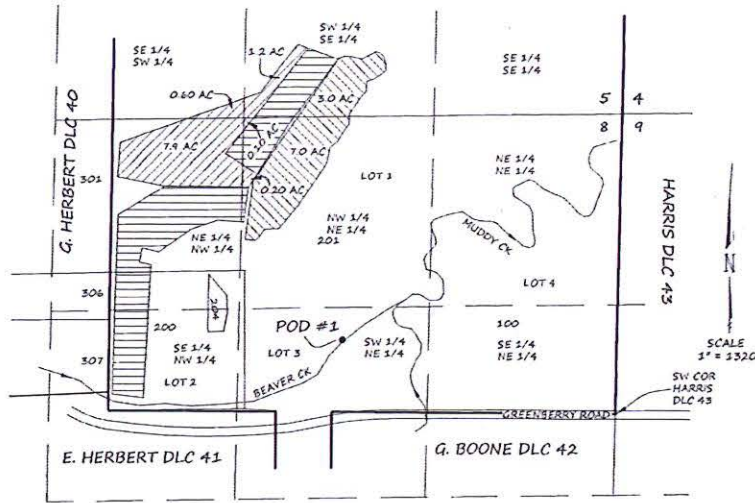 SE 1/4
SW 1/4
SW 1/4
SE 1/4
SE 1/4
SE 1/4
1.2 AC
0.60 AC
3.0 AC
5
4
8
9
G. HERBERT DLC 40
7.9 AC
0.10 AC
7.0 AC
0.20 AC
301
LOT 1
NE 1/4
NE 1/4
HARRIS DLC 43
NW 1/4
NE 1/4
201
NE 1/4
NW 1/4
MUDDY CK
N
306
204
LOT 4
200
POD #1
100
SCALE
1" = 1320
307
SE 1/4
NW 1/4
LOT 3
SW 1/4
NE 1/4
SE 1/4
NE 1/4
LOT 2
BEAVER CK
SW COR
HARRIS
DLC 43
GREENBERRY ROAD
E. HERBERT DLC 41
G. BOONE DLC 42